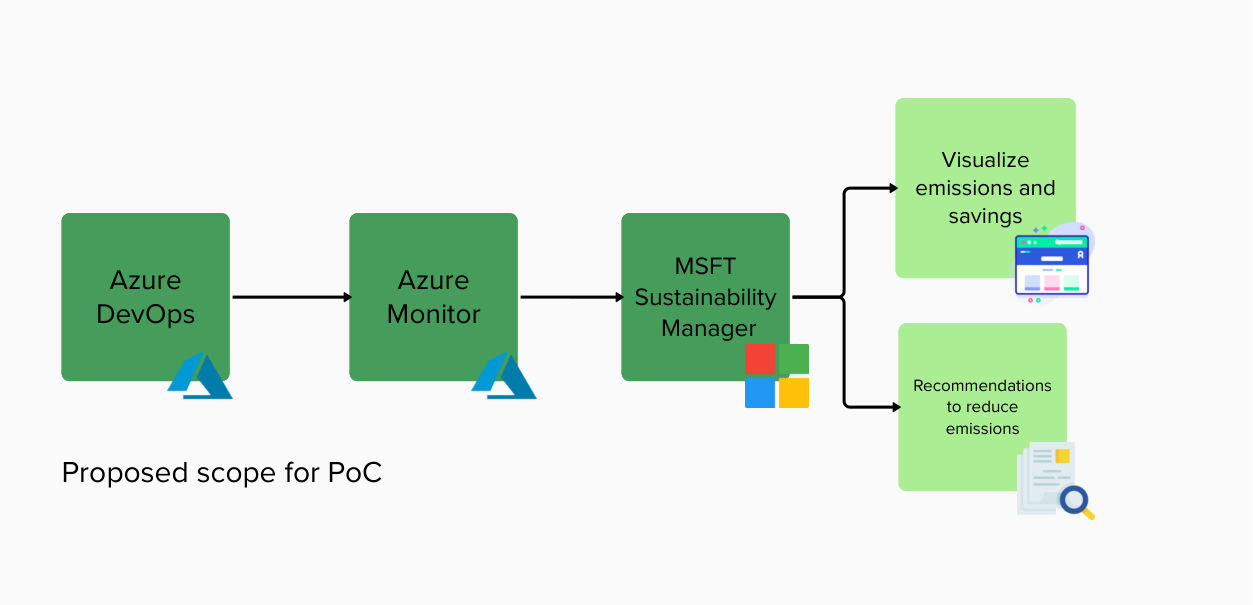 Azure
DevOps
Azure
Monitor
MSFT
Sustainability
Manager
Visualize
emissions and
savings
Recommendations
to reduce
emissions
Proposed scope for PoC